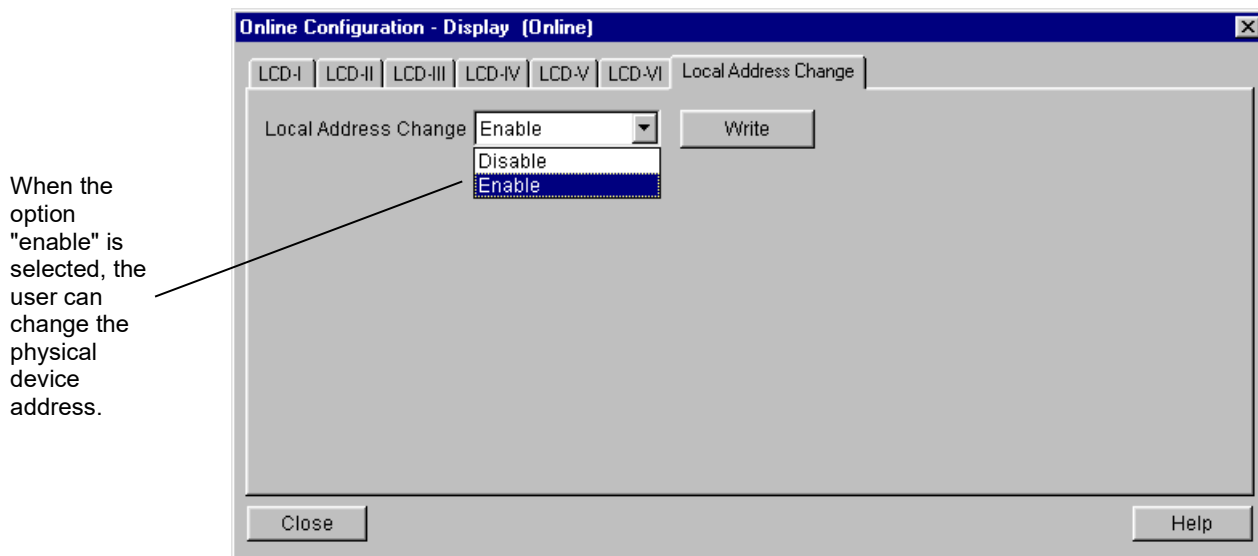 Online Configuration - Display (Online)
LCD-I LCD-II LCD-III LCD-IV LCD-V LCD-VI Local Address Change
Local Address Change Enable Write
Disable
Enable
When the
option
"enable" is
selected, the
user can
change the
physical
device
address.
Close Help